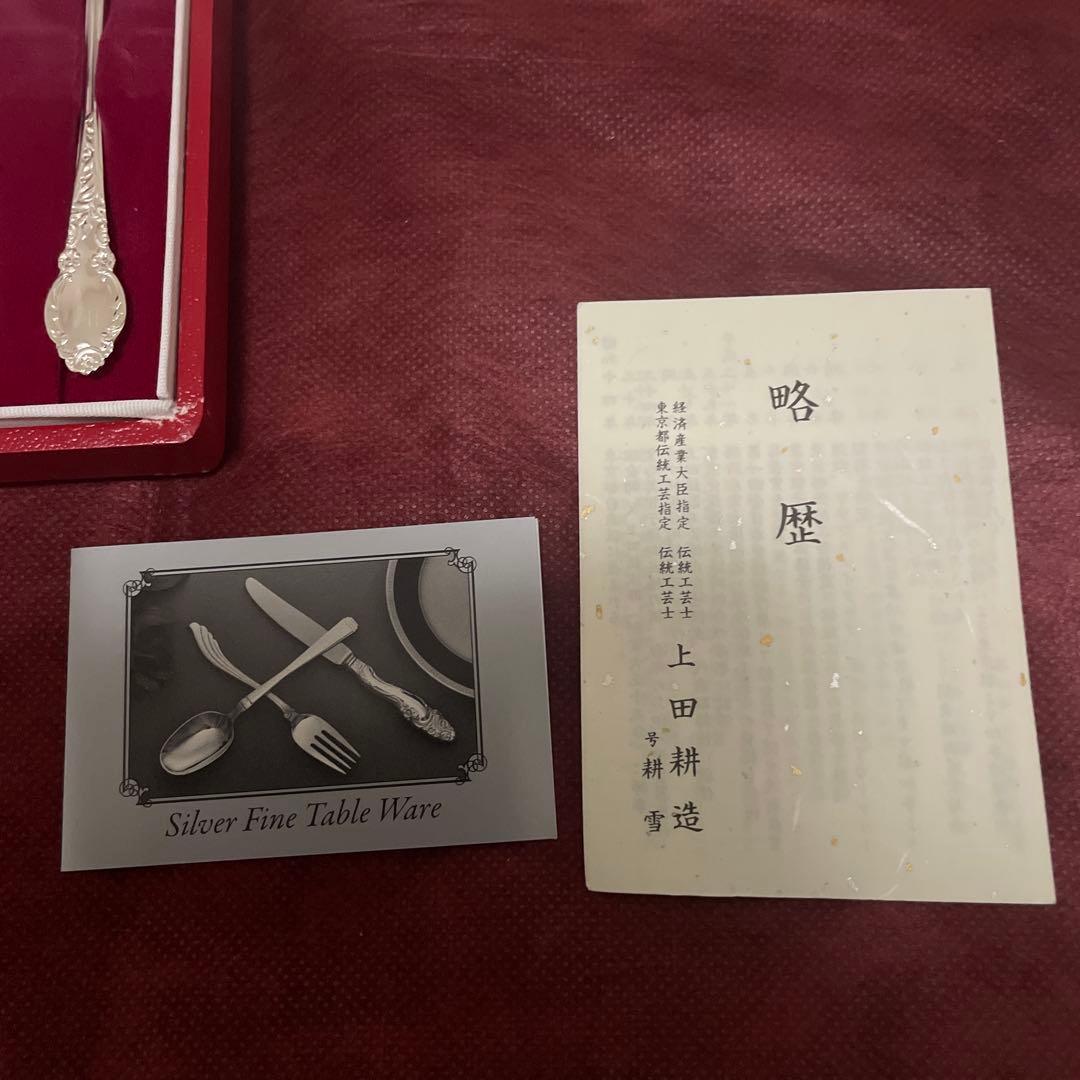 Silver Fine Table Ware
略歴
経済産業大臣指定 伝統工芸士
東京都伝統工芸指定 伝統工芸士
上田耕造
号 耕雪